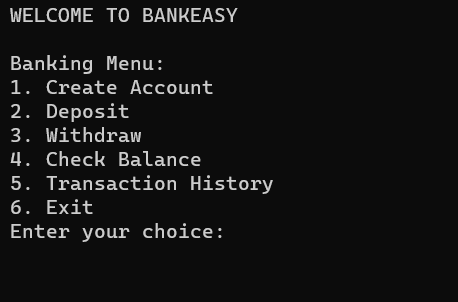 WELCOME TO BANKEASY
Banking Menu:
1. Create Account
2. Deposit
3. Withdraw
4. Check Balance
5. Transaction History
6. Exit
Enter your choice: